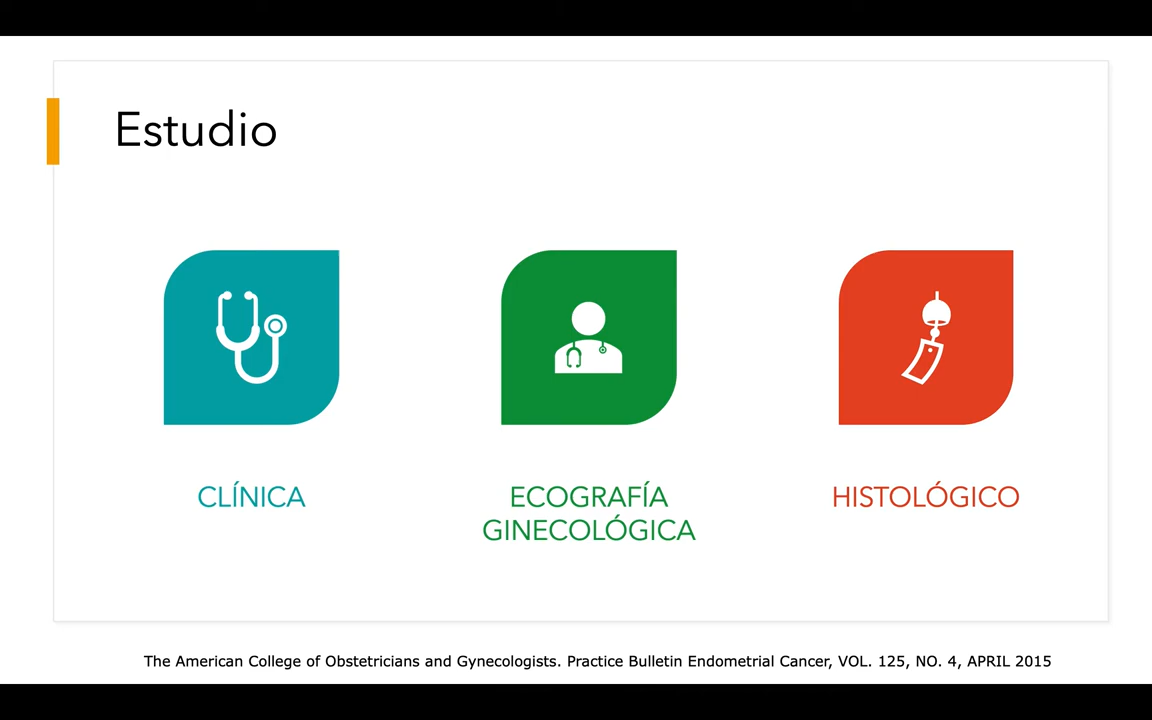 Estudio
CLÍNICA
ECOGRAFÍA
GINECOLÓGICA
HISTOLÓGICO
The American College of Obstetricians and Gynecologists. Practice Bulletin Endometrial Cancer, VOL. 125, NO. 4, APRIL 2015